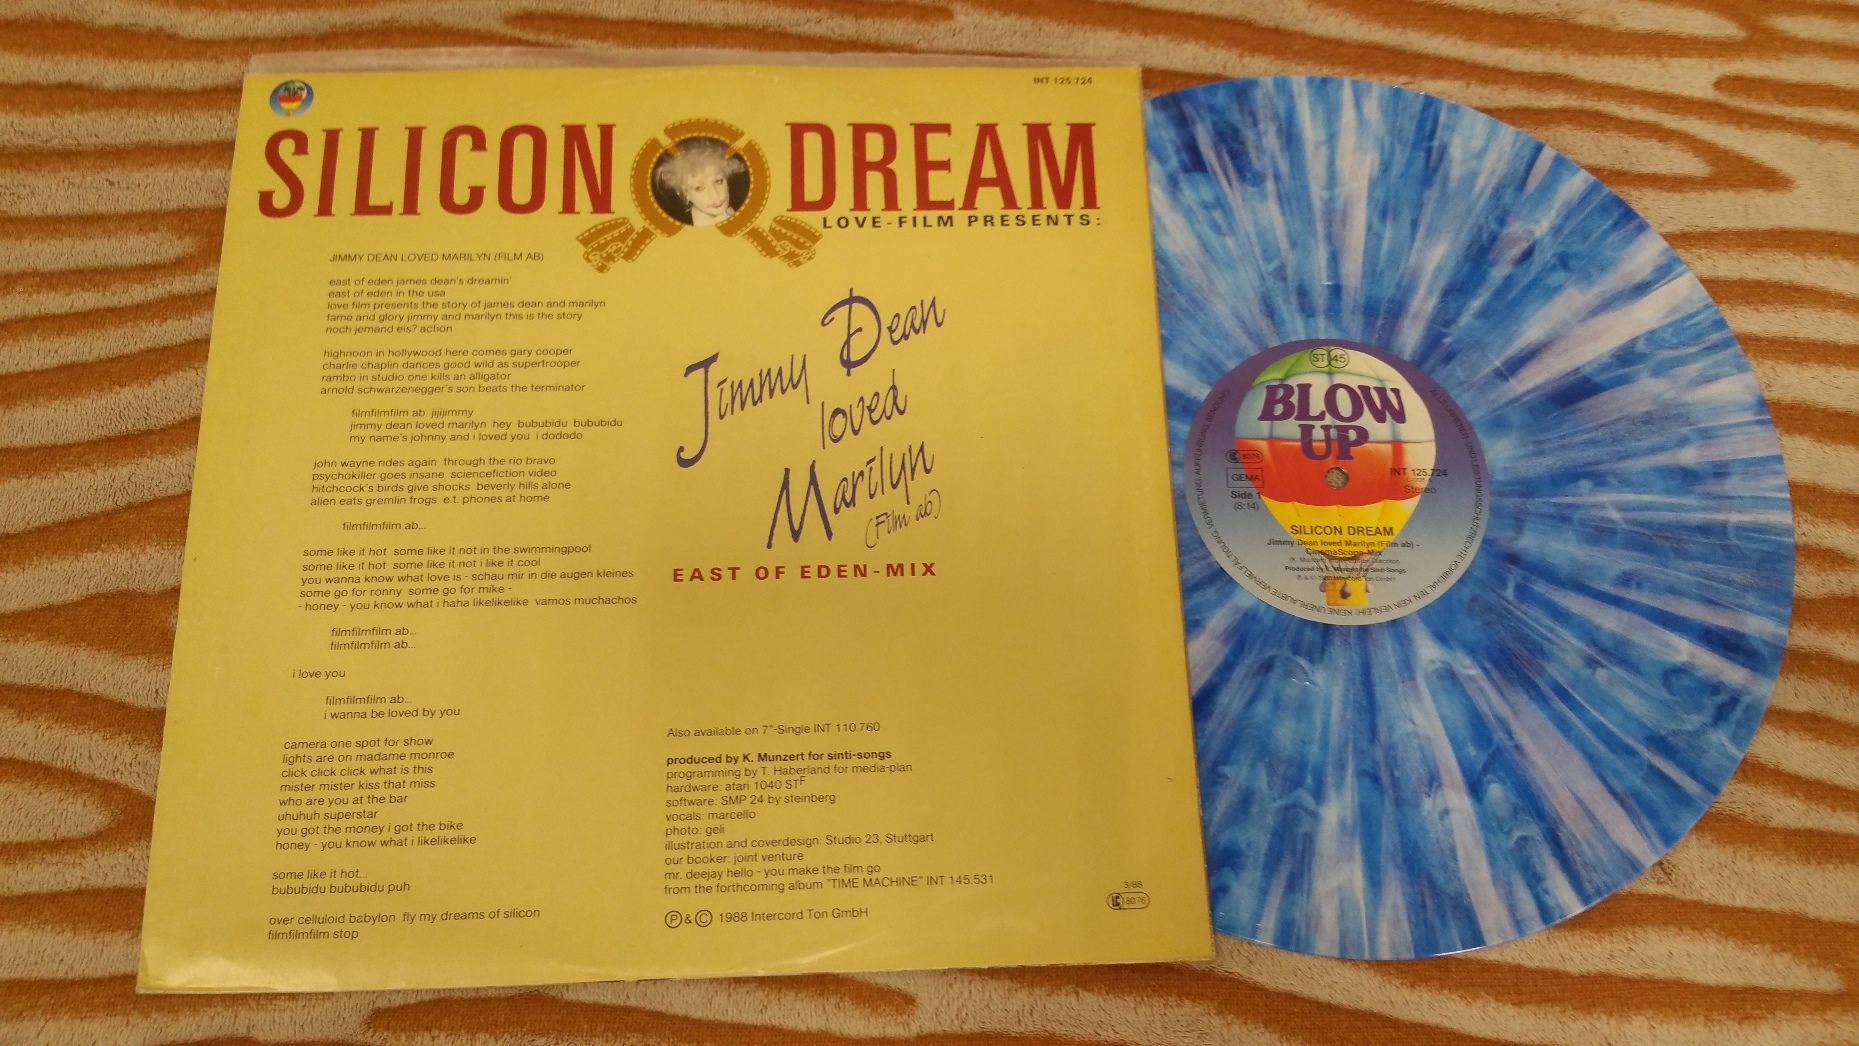 INT 125.724
SILICON DREAM
LOVE-FILM PRESENTS:
JIMMY DEAN LOVED MARILYN (FILM AB)
east of eden james dean's dreamin'
east of eden in the usa
love film presents the story of james dean and marilyn
fame and glory jimmy and marilyn this is the story
noch jemand eis? action
highnoon in hollywood here comes gary cooper
charlie chaplin dances good wild as supertrooper
rambo in studio one kills an alligator
arnold schwarzenegger's son beats the terminator
filmfilmfilm ab jijijimmy
jimmy dean loved marilyn hey bububidu bububidu
my name's johnny and i loved you i dododo
john wayne rides again through the rio bravo
psychokiller goes insane sciencefiction video
hitchcock's birds give shocks beverly hills alone
alien eats gremlin frogs e.t. phones at home
filmfilmfilm ab...
some like it hot some like it not in the swimmingpool
some like it hot some like it not i like it cool
you wanna know what love is - schau mir in die augen kleines
some go for ronny some go for mike -
- honey - you know what i haha likelikelike vamos muchachos
filmfilmfilm ab...
filmfilmfilm ab...
i love you
filmfilmfilm ab...
i wanna be loved by you
camera one spot for show
lights are on madame monroe
click click click what is this
mister mister kiss that miss
who are you at the bar
uhuhuh superstar
you got the money i got the bike
honey - you know what i likelikelike
some like it hot...
bububidu bububidu puh
over celluloid babylon fly my dreams of silicon
filmfilmfilm stop
Jimmy Dean
loved
Marilyn
(Film ab)
EAST OF EDEN-MIX
Also available on 7"-Single INT 110.760
produced by K. Munzert for sinti-songs
programming by T. Haberland for media-plan
hardware: atari 1040 STF
software: SMP 24 by steinberg
vocals: marcello
photo: geli
illustration and coverdesign: Studio 23, Stuttgart
our booker: joint venture
mr. deejay hello - you make the film go
from the forthcoming album "TIME MACHINE" INT 145.531
Ⓟ & © 1988 Intercord Ton GmbH
3/88
LC 8076
ST 45
BLOW
UP
LC 8076
GEMA
Side 1
(8:14)
INT 125.724
Stereo
SILICON DREAM
Jimmy Dean loved Marilyn (Film ab) -
CinemaScope-Mix
Produced by K. Munzert for Sinti-Songs